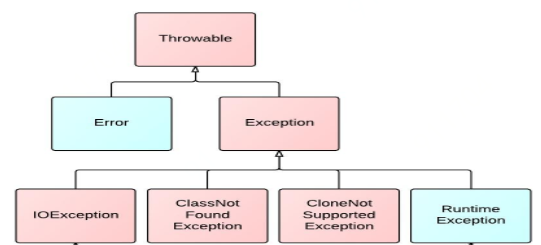 Throwable
Error
Exception
IOException
ClassNot
Found
Exception
CloneNot
Supported
Exception
Runtime
Exception